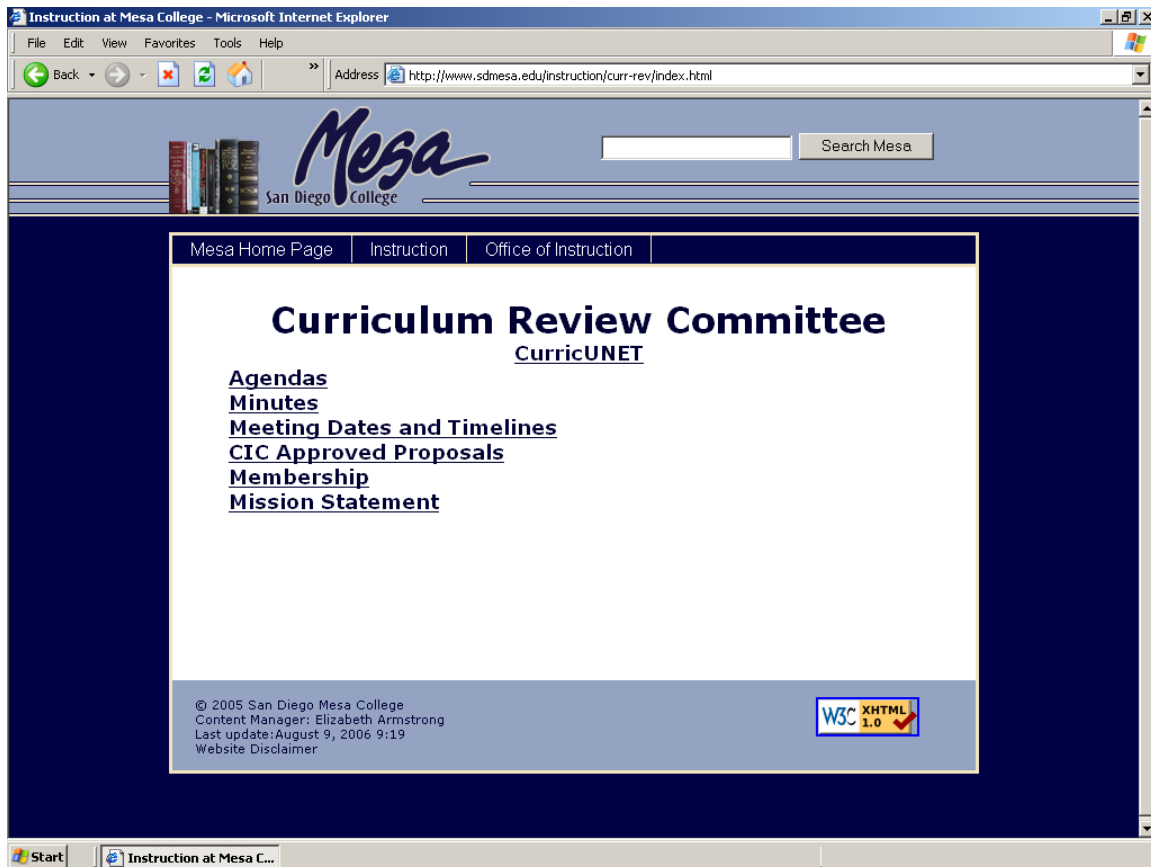 Instruction at Mesa College - Microsoft Internet Explorer
File Edit View Favorites Tools Help
Back » Address http://www.sdmesa.edu/instruction/curr-rev/index.html
Mesa
San Diego College
Search Mesa
Mesa Home Page Instruction Office of Instruction
Curriculum Review Committee
CurricUNET
Agendas
Minutes
Meeting Dates and Timelines
CIC Approved Proposals
Membership
Mission Statement
© 2005 San Diego Mesa College
Content Manager: Elizabeth Armstrong
Last update:August 9, 2006 9:19
Website Disclaimer
W3C XHTML 1.0
Start Instruction at Mesa C...